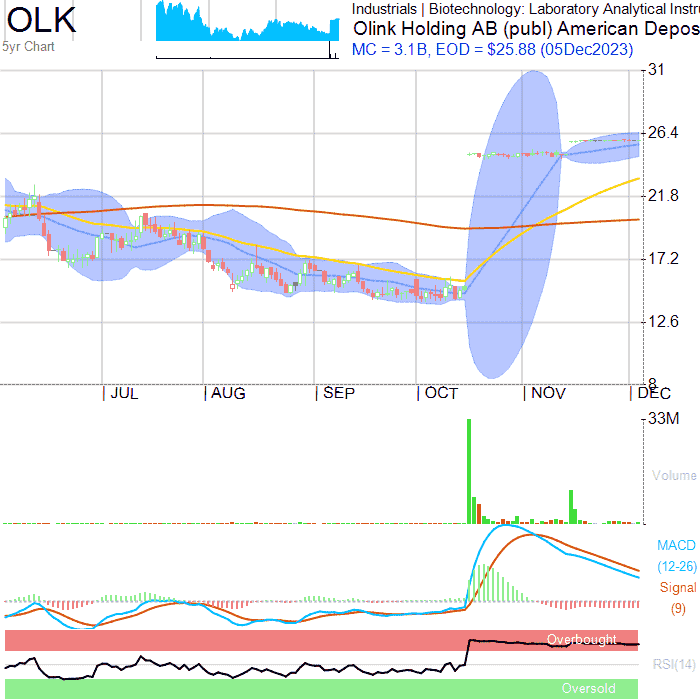 OLK
5yr Chart
Industrials | Biotechnology: Laboratory Analytical Instru
Olink Holding AB (publ) American Depos
MC = 3.1B, EOD = $25.88 (05Dec2023)
31
26.4
21.8
17.2
12.6
8
JUL AUG SEP OCT NOV DEC
33M
Volume
MACD
(12-26)
Signal
(9)
Overbought
RSI(14)
Oversold